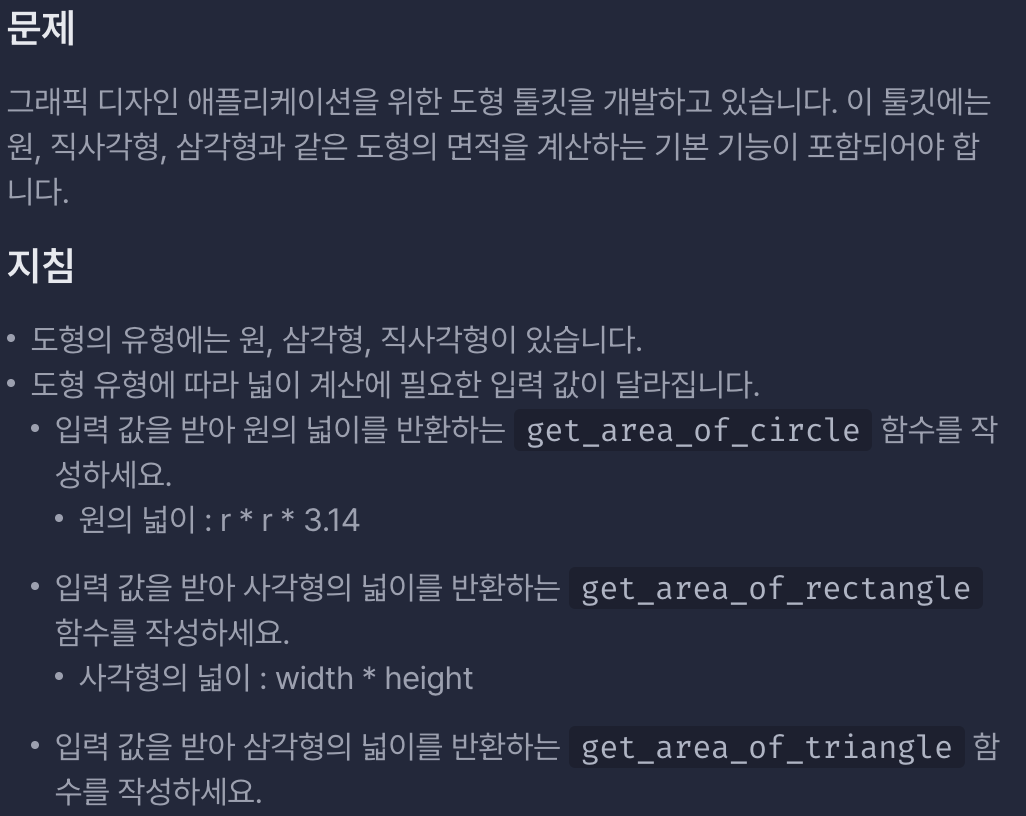 문제
그래픽 디자인 애플리케이션을 위한 도형 툴킷을 개발하고 있습니다. 이 툴킷에는
원, 직사각형, 삼각형과 같은 도형의 면적을 계산하는 기본 기능이 포함되어야 합
니다.
지침
• 도형의 유형에는 원, 삼각형, 직사각형이 있습니다.
• 도형 유형에 따라 넓이 계산에 필요한 입력 값이 달라집니다.
• 입력 값을 받아 원의 넓이를 반환하는 get_area_of_circle 함수를 작
성하세요.
• 원의 넓이 : r * r * 3.14
• 입력 값을 받아 사각형의 넓이를 반환하는 get_area_of_rectangle
함수를 작성하세요.
• 사각형의 넓이 : width * height
• 입력 값을 받아 삼각형의 넓이를 반환하는 get_area_of_triangle 함
수를 작성하세요.